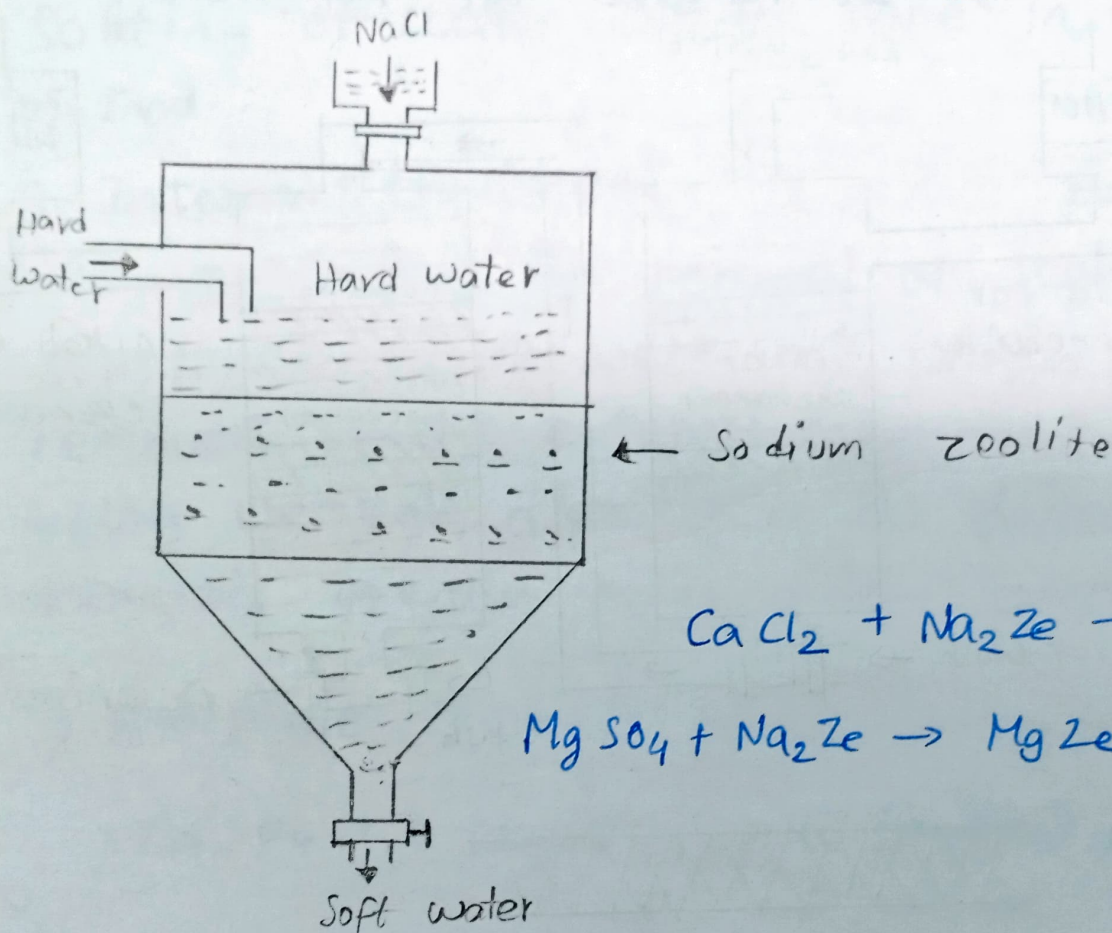 NaCl
Hard
water
Hard water
← Sodium zeolite
CaCl₂ + Na₂Ze -
MgSO₄ + Na₂Ze → MgZe
Soft water